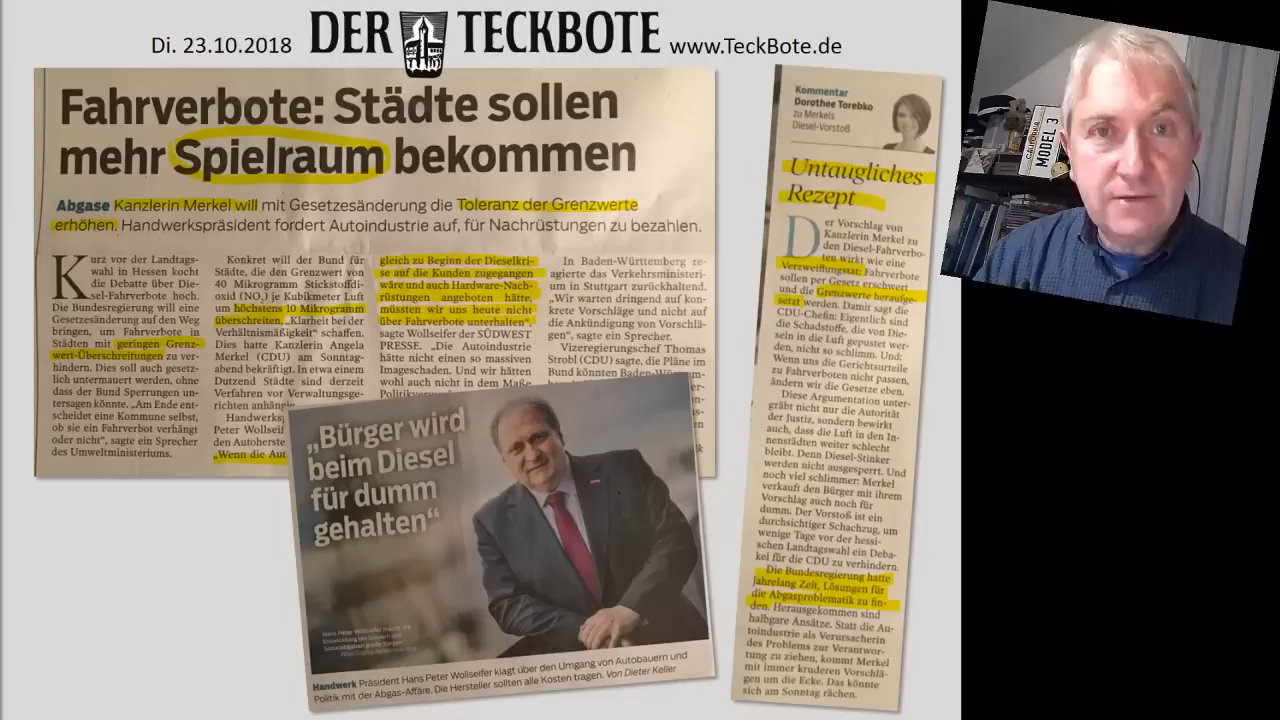 Di. 23.10.2018
DER TECKBOTE
www.TeckBote.de
Fahrverbote: Städte sollen
mehr Spielraum bekommen
Abgase Kanzlerin Merkel will mit Gesetzesänderung die Toleranz der Grenzwerte
erhöhen. Handwerkspräsident fordert Autoindustrie auf, für Nachrüstungen zu bezahlen.
Kurz vor der Landtags-
wahl in Hessen kocht
die Debatte über Die-
sel-Fahrverbote hoch.
Die Bundesregierung will eine
Gesetzesänderung auf den Weg
bringen, um Fahrverbote in
Städten mit geringen Grenz-
wert-Überschreitungen zu ver-
hindern. Dies soll auch gesetz-
lich untermauert werden, ohne
dass der Bund Sperrungen un-
tersagen könnte. „Am Ende ent-
scheidet eine Kommune selbst,
ob sie ein Fahrverbot verhängt
oder nicht“, sagte ein Sprecher
des Umweltministeriums.
Konkret will der Bund für
Städte, die den Grenzwert von
40 Mikrogramm Stickstoffdi-
oxid (NO₂) je Kubikmeter Luft
um höchstens 10 Mikrogramm
überschreiten, „Klarheit bei der
Verhältnismäßigkeit“ schaffen.
Dies hatte Kanzlerin Angela
Merkel (CDU) am Sonntag-
abend bekräftigt. In etwa einem
Dutzend Städte sind derzeit
Verfahren vor Verwaltungsge-
richten anhängig
Handwerks
Peter Wollseif
den Autoherste
„Wenn die Aut
gleich zu Beginn der Dieselkri-
se auf die Kunden zugegangen
wäre und auch Hardware-Nach-
rüstungen angeboten hätte,
müssten wir uns heute nicht
über Fahrverbote unterhalten“,
sagte Wollseifer der SÜDWEST
PRESSE. „Die Autoindustrie
hätte nicht einen so massiven
Imageschaden. Und wir hätten
wohl auch nicht in dem Maße
In Baden-Württemberg re-
agierte das Verkehrsministeri-
um in Stuttgart zurückhaltend.
„Wir warten dringend auf kon-
krete Vorschläge und nicht auf
die Ankündigung von Vorschlä-
gen“, sagte ein Sprecher.
Vizeregierungschef Thomas
Strobl (CDU) sagte, die Pläne im
Bund könnten Baden-Württem-
„Bürger wird
beim Diesel
für dumm
gehalten“
Handwerk Präsident Hans Peter Wollseifer klagt über den Umgang von Autobauern und
Politik mit der Abgas-Affäre. Die Hersteller sollten alle Kosten tragen. Von Dieter Keller
Kommentar
Dorothee Torebko
zu Merkels
Diesel-Vorstoß
Untaugliches
Rezept
Der Vorschlag von
Kanzlerin Merkel zu
den Diesel-Fahrverbo-
ten wirkt wie eine
Verzweiflungstat: Fahrverbote
sollen per Gesetz erschwert
und die Grenzwerte heraufge-
setzt werden. Damit sagt die
CDU-Chefin: Eigentlich sind
die Schadstoffe, die von Die-
seln in die Luft gepustet wer-
den, nicht so schlimm. Und:
Wenn uns die Gerichtsurteile
zu Fahrverboten nicht passen,
ändern wir die Gesetze eben.
Diese Argumentation unter-
gräbt nicht nur die Autorität
der Justiz, sondern bewirkt
auch, dass die Luft in den In-
nenstädten weiter schlecht
bleibt. Denn Diesel-Stinker
werden nicht ausgesperrt. Und
noch viel schlimmer: Merkel
verkauft den Bürger mit ihrem
Vorschlag auch noch für
dumm. Der Vorstoß ist ein
durchsichtiger Schachzug, um
wenige Tage vor der hessi-
schen Landtagswahl ein Deba-
kel für die CDU zu verhindern.
Die Bundesregierung hatte
jahrelang Zeit, Lösungen für
die Abgasproblematik zu fin-
den. Herausgekommen sind
halbgare Ansätze. Statt die Au-
toindustrie als Verursacherin
des Problems zur Verantwor-
tung zu ziehen, kommt Merkel
mit immer kruderen Vorschlä-
gen um die Ecke. Das könnte
sich am Sonntag rächen.
CALIFORNIA
MODEL 3